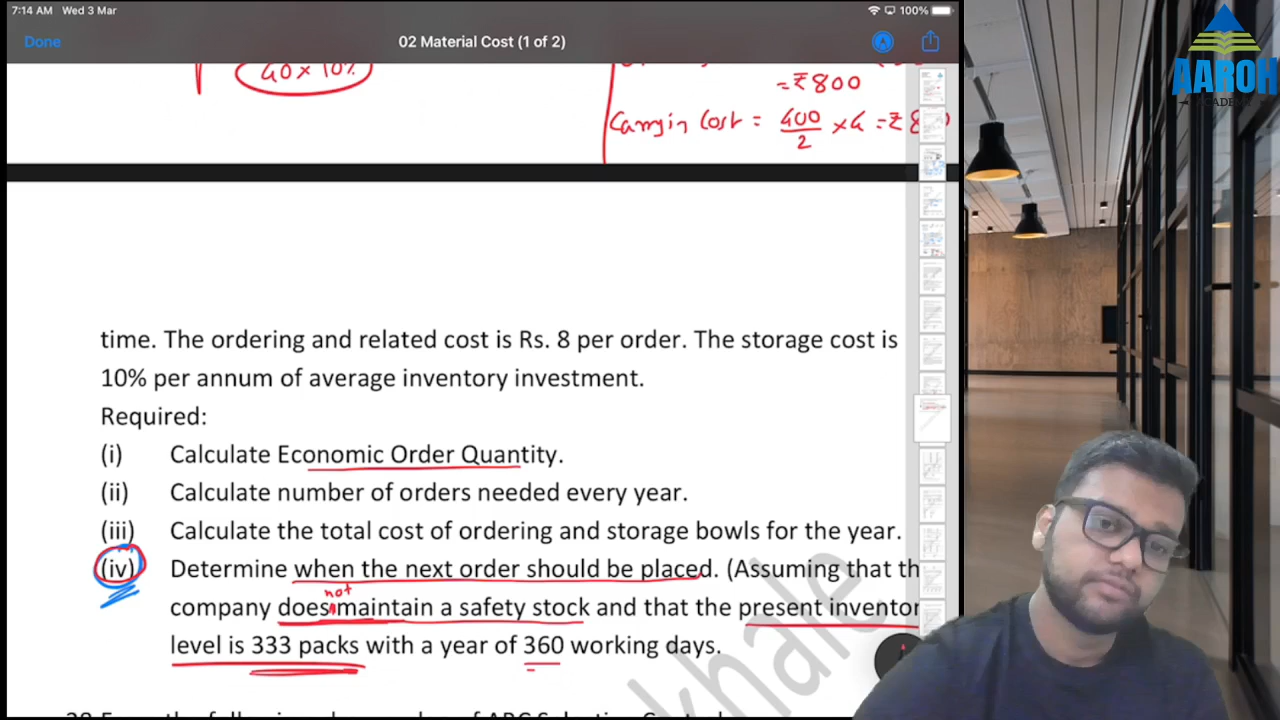 7:14 AM Wed 3 Mar
100%
Done
02 Material Cost (1 of 2)
AAROH
40 x 10%
= ₹800
Carryin Cost = 400/2 x 4 = ₹8
time. The ordering and related cost is Rs. 8 per order. The storage cost is
10% per annum of average inventory investment.
Required:
(i) Calculate Economic Order Quantity.
(ii) Calculate number of orders needed every year.
(iii) Calculate the total cost of ordering and storage bowls for the year.
(iv) Determine when the next order should be placed. (Assuming that th
not
company does maintain a safety stock and that the present inventor
level is 333 packs with a year of 360 working days.